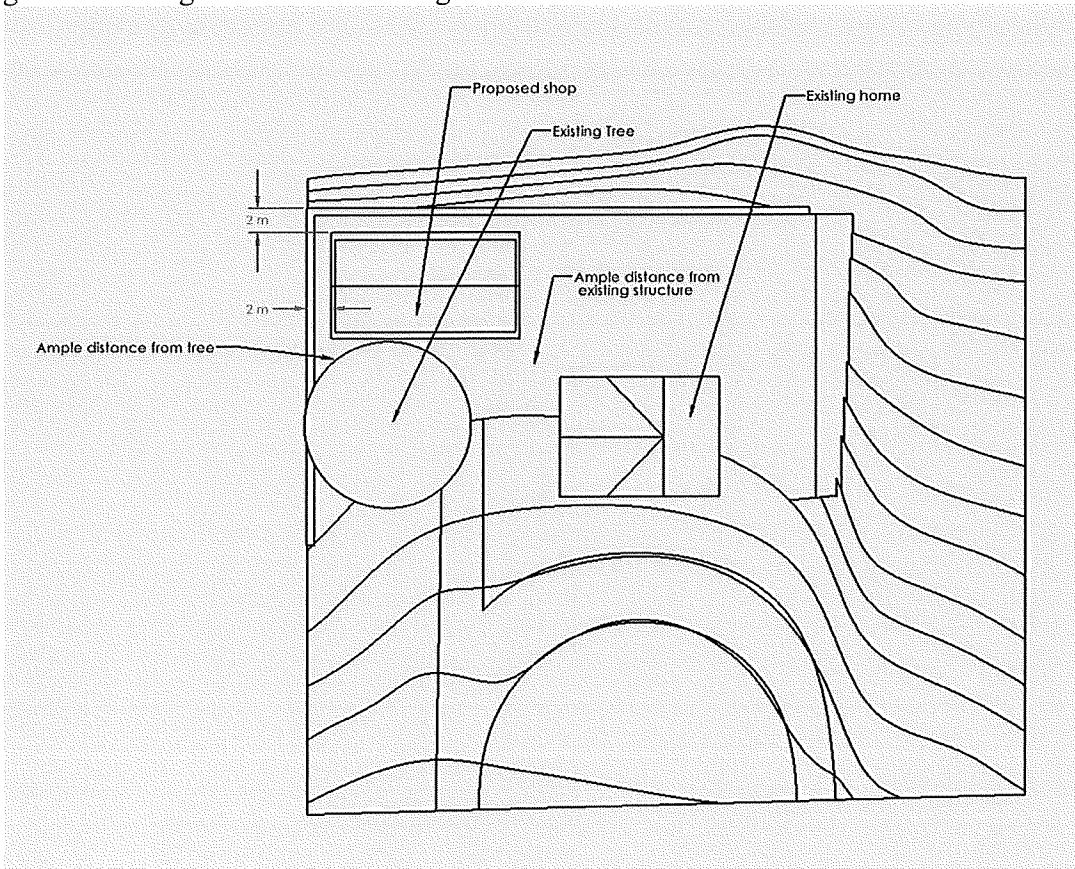 Proposed shop
Existing home
Existing Tree
2 m
Ample distance from
existing structure
2 m
Ample distance from tree